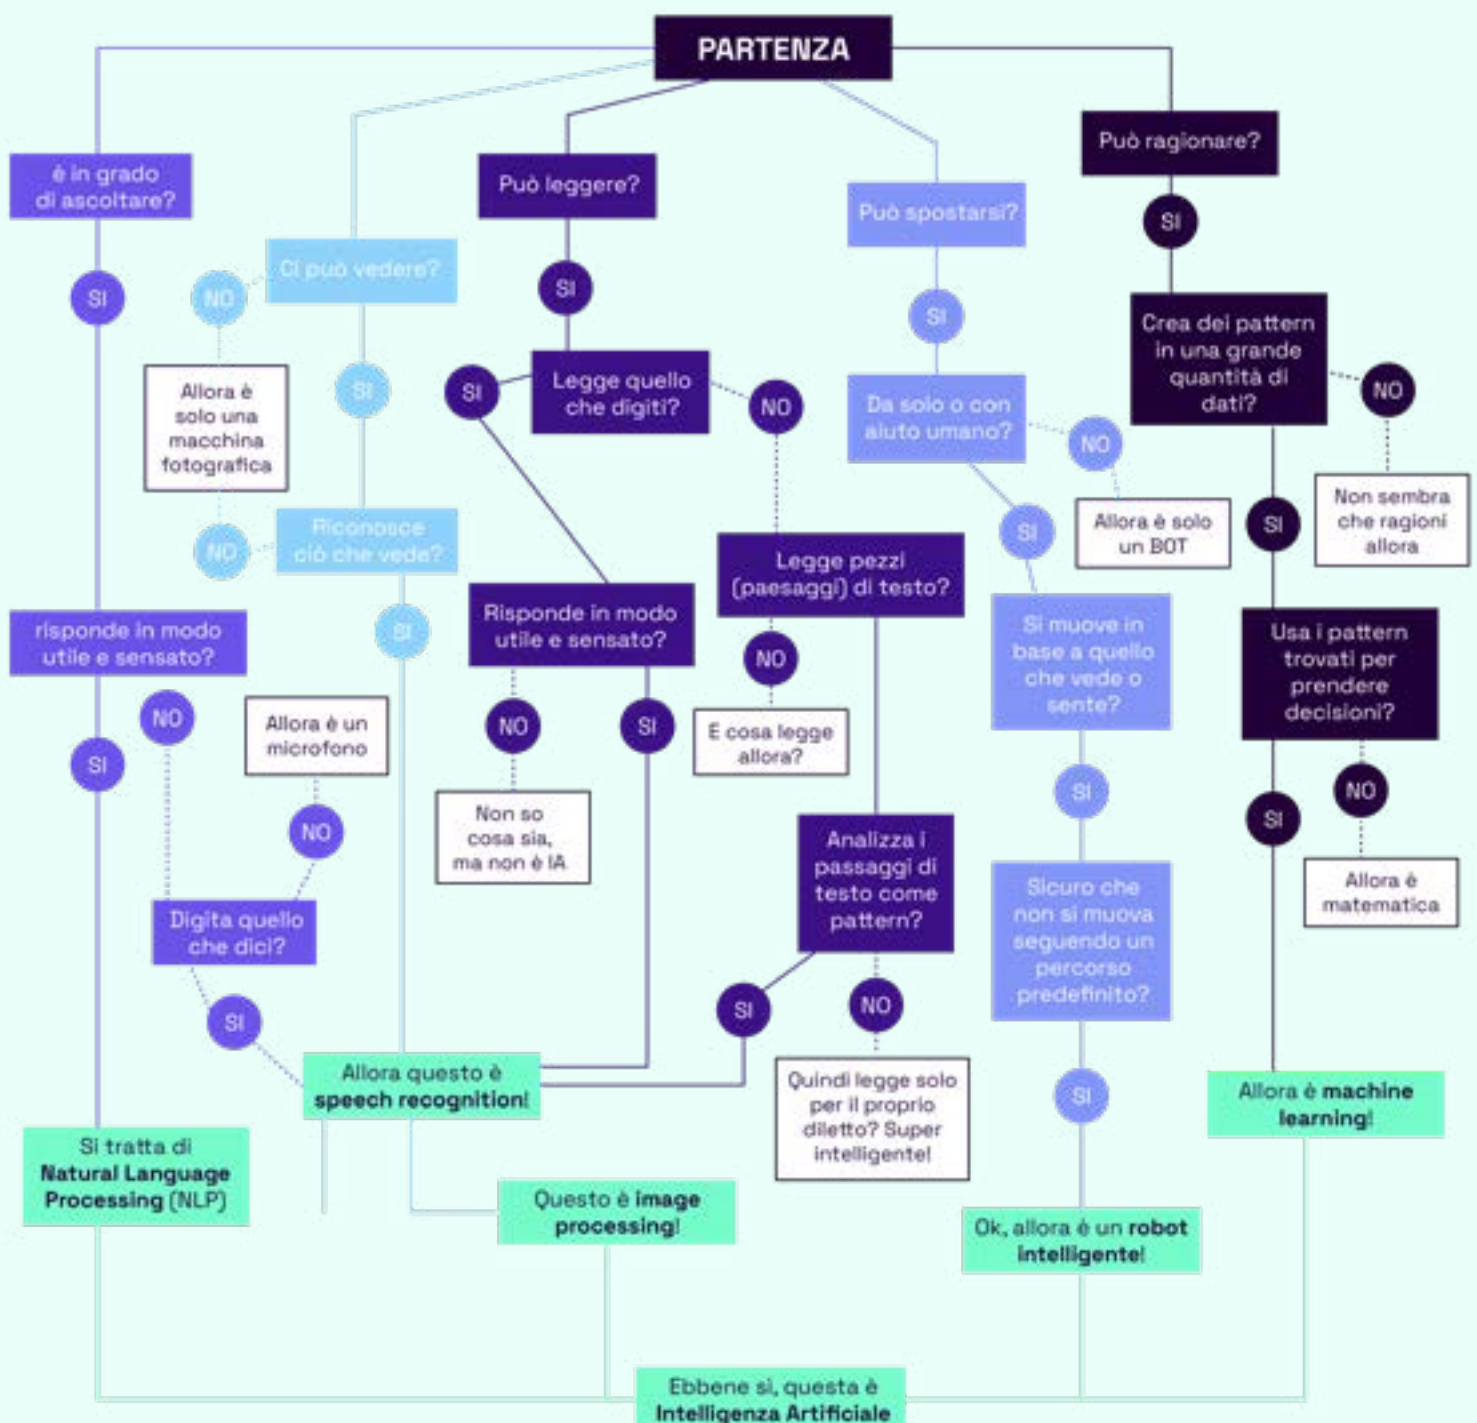 PARTENZA
è in grado
di ascoltare?
SI
risponde in modo
utile e sensato?
NO
SI
Digita quello
che dici?
NO
Allora è un
microfono
SI
Si tratta di
Natural Language
Processing (NLP)
Ci può vedere?
NO
SI
Allora è
solo una
macchina
fotografica
Riconosce
ciò che vede?
NO
SI
Può leggere?
SI
Legge quello
che digiti?
SI
NO
Risponde in modo
utile e sensato?
NO
SI
Non so
cosa sia,
ma non è IA
Legge pezzi
(paesaggi) di testo?
NO
E cosa legge
allora?
Analizza i
passaggi di
testo come
pattern?
SI
NO
Quindi legge solo
per il proprio
diletto? Super
intelligente!
Allora questo è
speech recognition!
Questo è image
processing!
Può spostarsi?
SI
Da solo o con
aiuto umano?
NO
Allora è solo
un BOT
SI
Si muove in
base a quello
che vede o
sente?
SI
Sicuro che
non si muova
seguendo un
percorso
predefinito?
SI
Ok, allora è un robot
intelligente!
Può ragionare?
SI
Crea dei pattern
in una grande
quantità di
dati?
NO
Non sembra
che ragioni
allora
SI
Usa i pattern
trovati per
prendere
decisioni?
NO
Allora è
matematica
SI
Allora è machine
learning!
Ebbene sì, questa è
Intelligenza Artificiale